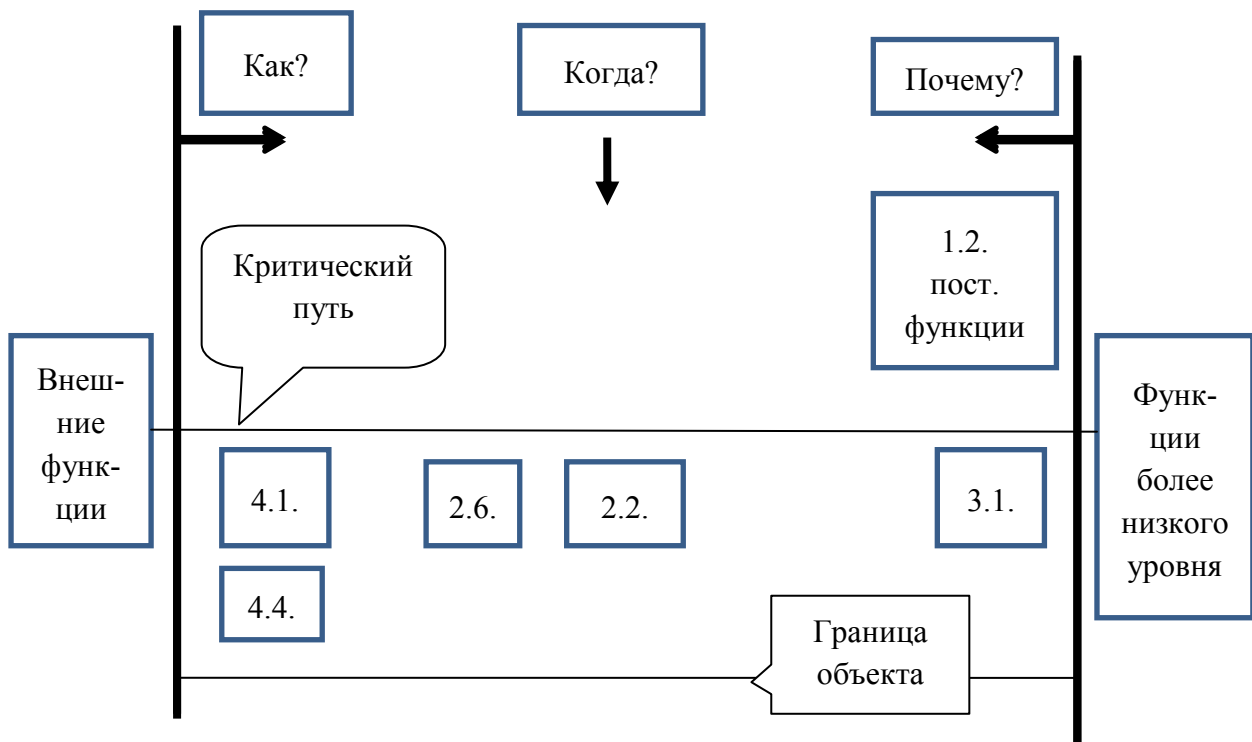 Как?
Когда?
Почему?
1.2.
пост.
функции
Критический
путь
Внеш-
ние
функ-
ции
Функ-
ции
более
низкого
уровня
4.1.
2.6.
2.2.
3.1.
4.4.
Граница
объекта